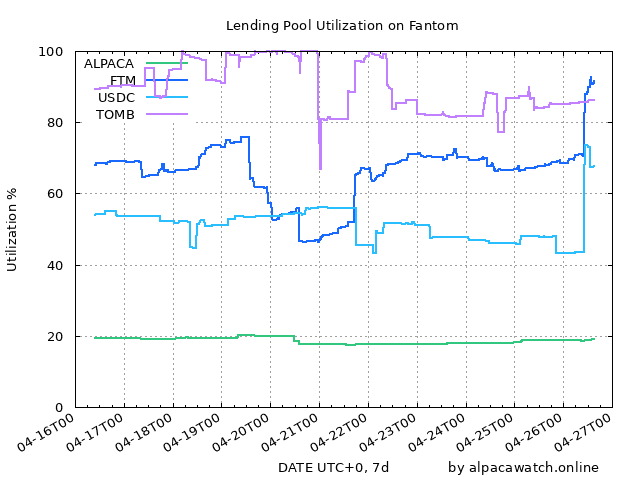 Lending Pool Utilization on Fantom
Utilization %
100
80
60
40
20
0
ALPACA
FTM
USDC
TOMB
04-16T00
04-17T00
04-18T00
04-19T00
04-20T00
04-21T00
04-22T00
04-23T00
04-24T00
04-25T00
04-26T00
04-27T00
DATE UTC+0, 7d
by alpacawatch.online